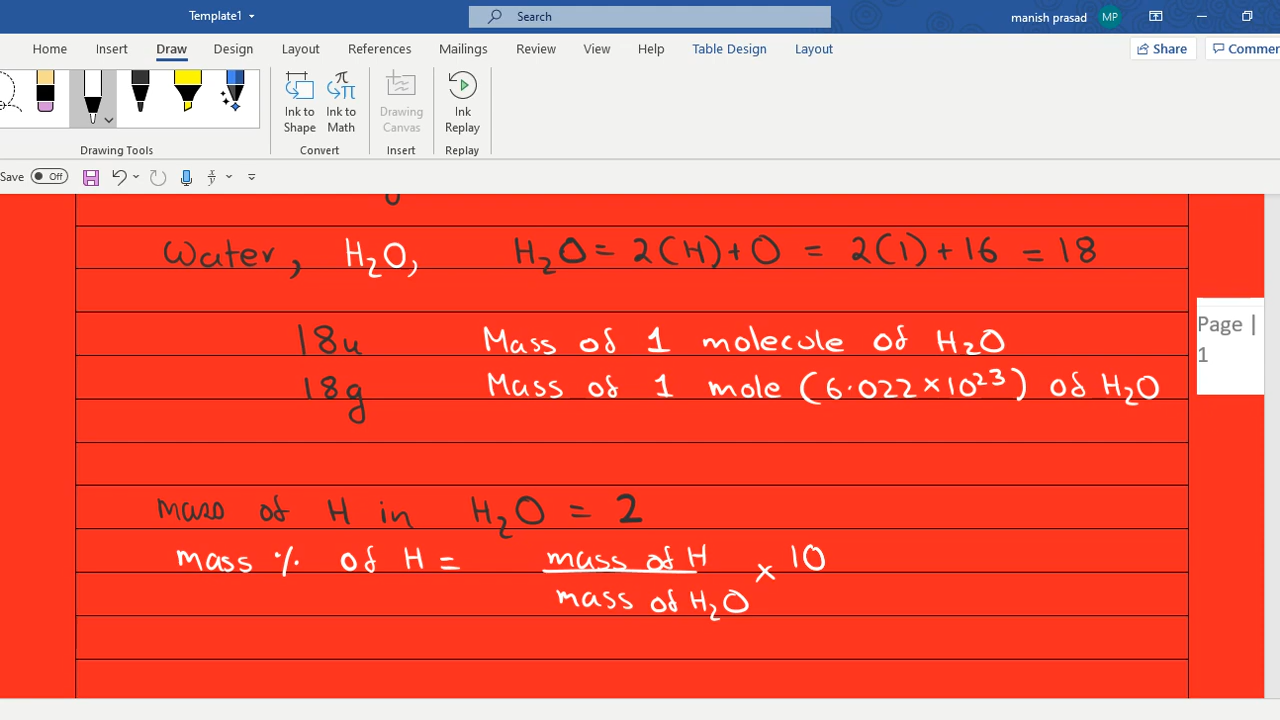 Template1
Search
manish prasad MP
Home Insert Draw Design Layout References Mailings Review View Help Table Design Layout Share Comme
Ink to Shape
Ink to Math
Drawing Canvas
Ink Replay
Drawing Tools Convert Insert Replay
Save Off
Water, H₂O, H₂O = 2(H)+O = 2(1)+16 = 18
Page |
1
18u Mass of 1 molecule of H₂O
18g Mass of 1 mole (6.022×10²³) of H₂O
mass of H in H₂O = 2
mass % of H = mass of H / mass of H₂O × 10